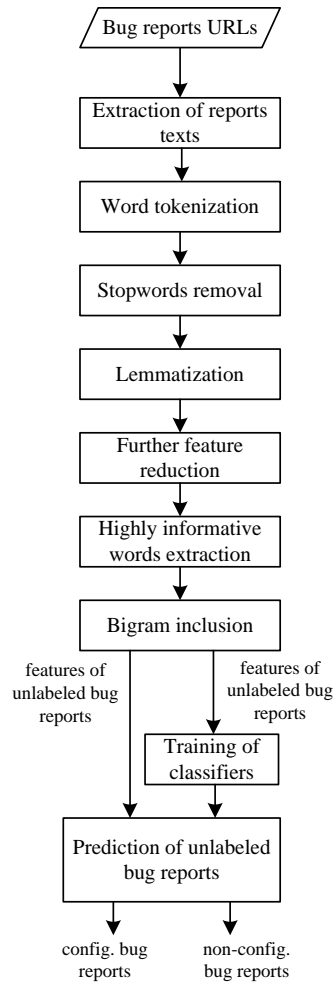 Bug reports URLs
Extraction of reports
texts
Word tokenization
Stopwords removal
Lemmatization
Further feature
reduction
Highly informative
words extraction
Bigram inclusion
features of
unlabeled bug
reports
features of
unlabeled bug
reports
Training of
classifiers
Prediction of unlabeled
bug reports
config. bug
reports
non-config.
bug reports